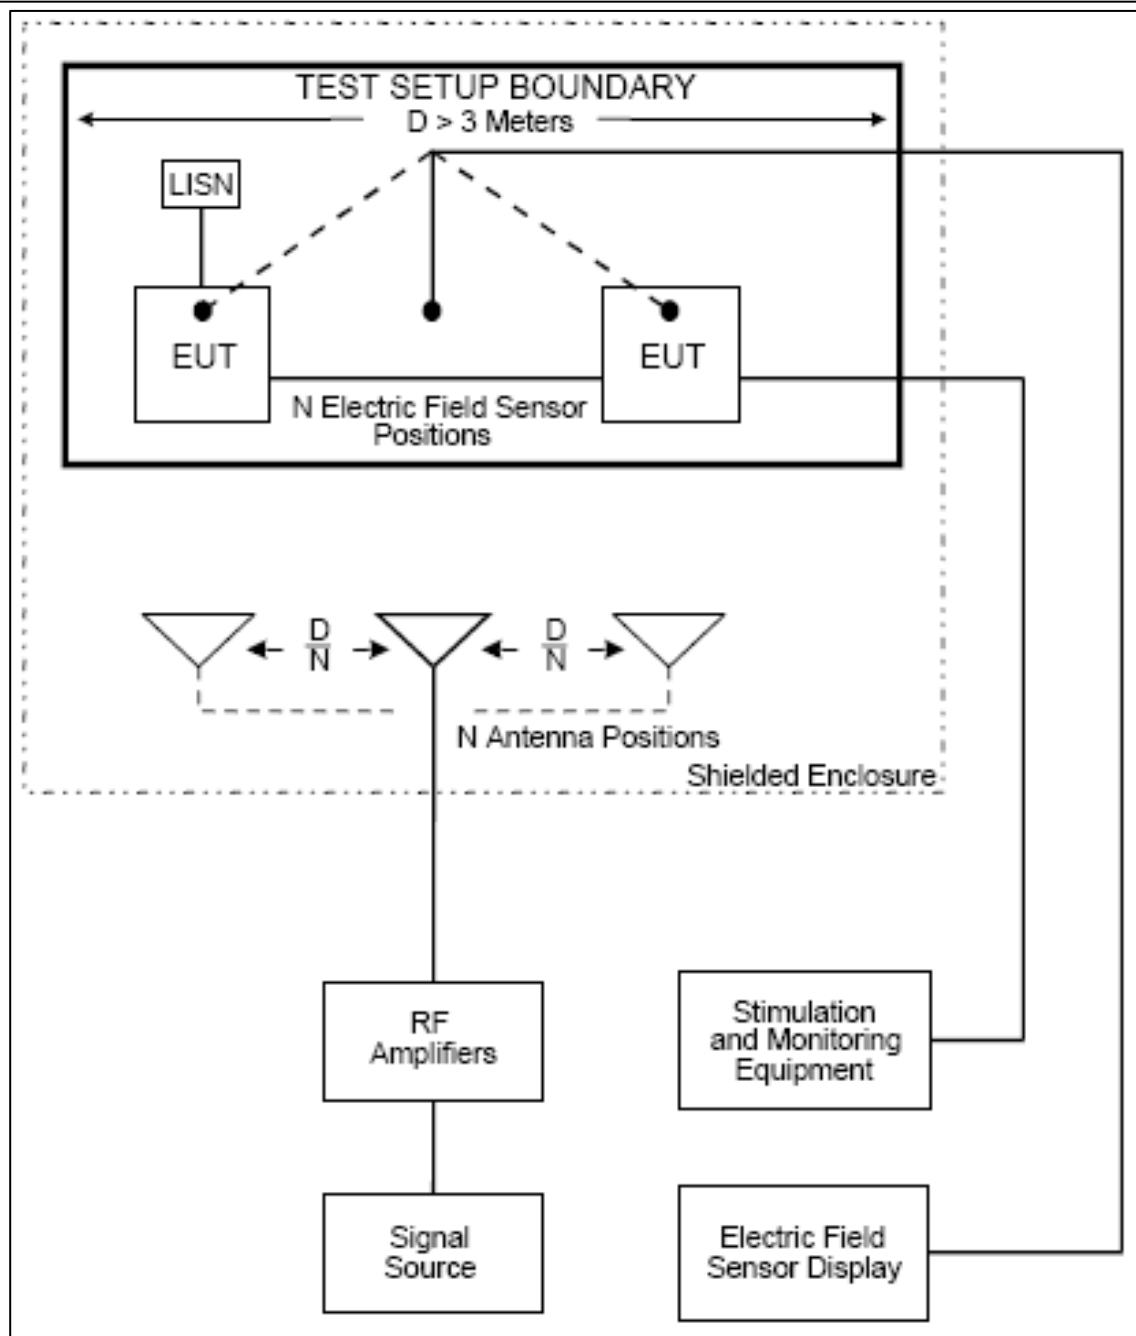 TEST SETUP BOUNDARY
D > 3 Meters
LISN
EUT
EUT
N Electric Field Sensor
Positions
D
N
D
N
N Antenna Positions
Shielded Enclosure
RF
Amplifiers
Stimulation
and Monitoring
Equipment
Signal
Source
Electric Field
Sensor Display